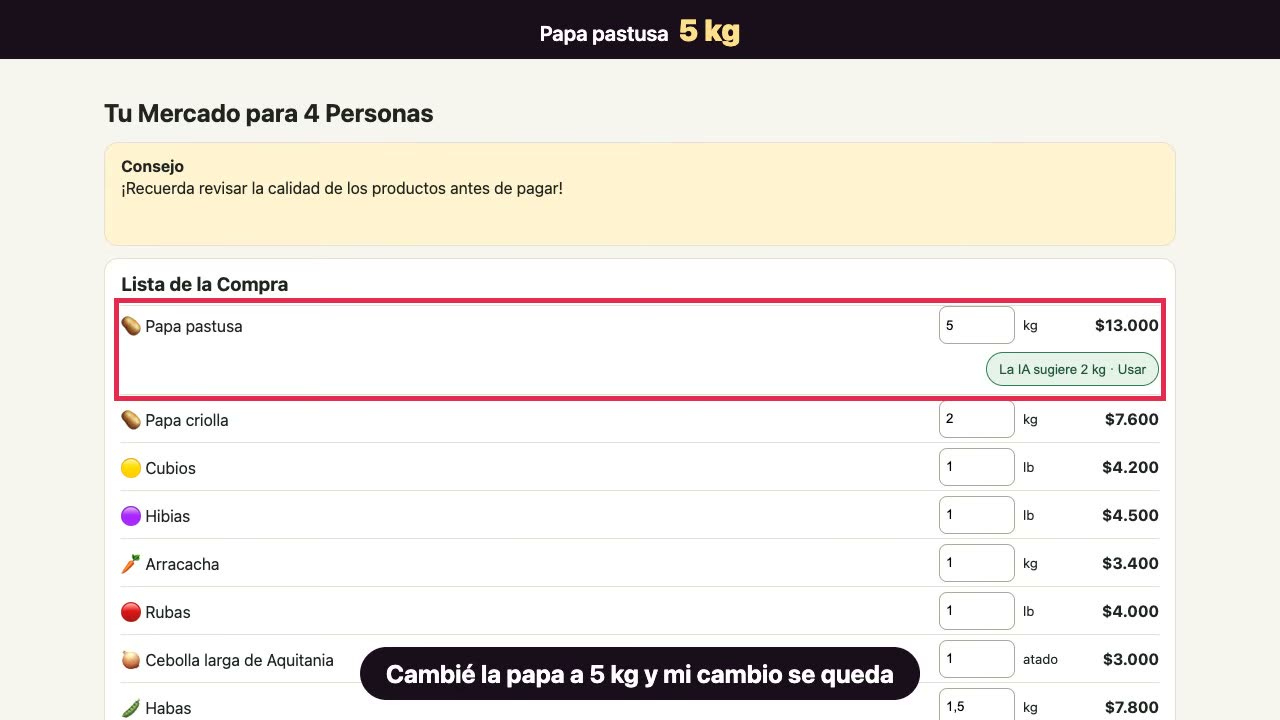 Papa pastusa 5 kg
Tu Mercado para 4 Personas
Consejo
¡Recuerda revisar la calidad de los productos antes de pagar!
Lista de la Compra
Papa pastusa 5 kg $13.000
La IA sugiere 2 kg · Usar
Papa criolla 2 kg $7.600
Cubios 1 lb $4.200
Hibias 1 lb $4.500
Arracacha 1 kg $3.400
Rubas 1 lb $4.000
Cebolla larga de Aquitania 1 atado $3.000
Cambié la papa a 5 kg y mi cambio se queda
Habas 1,5 kg $7.800